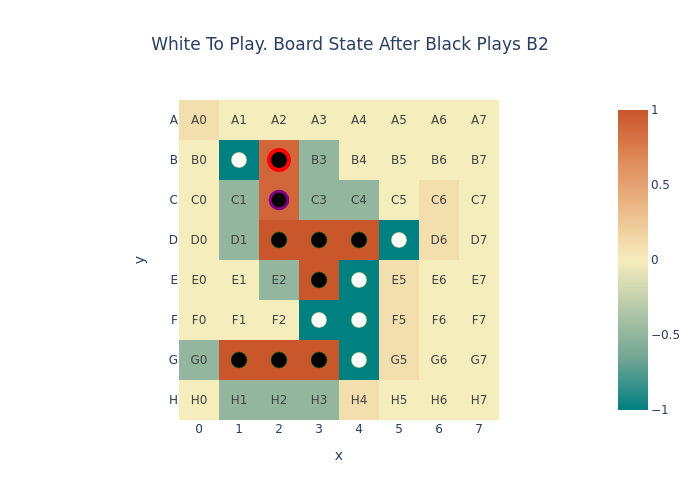 White To Play. Board State After Black Plays B2
A A0 A1 A2 A3 A4 A5 A6 A7
B B0 B3 B4 B5 B6 B7
C C0 C1 C3 C4 C5 C6 C7
D D0 D1 D6 D7
E E0 E1 E2 E5 E6 E7
F F0 F1 F2 F5 F6 F7
G G0 G5 G6 G7
H H0 H1 H2 H3 H4 H5 H6 H7
0 1 2 3 4 5 6 7
x
y
1
0.5
0
−0.5
−1